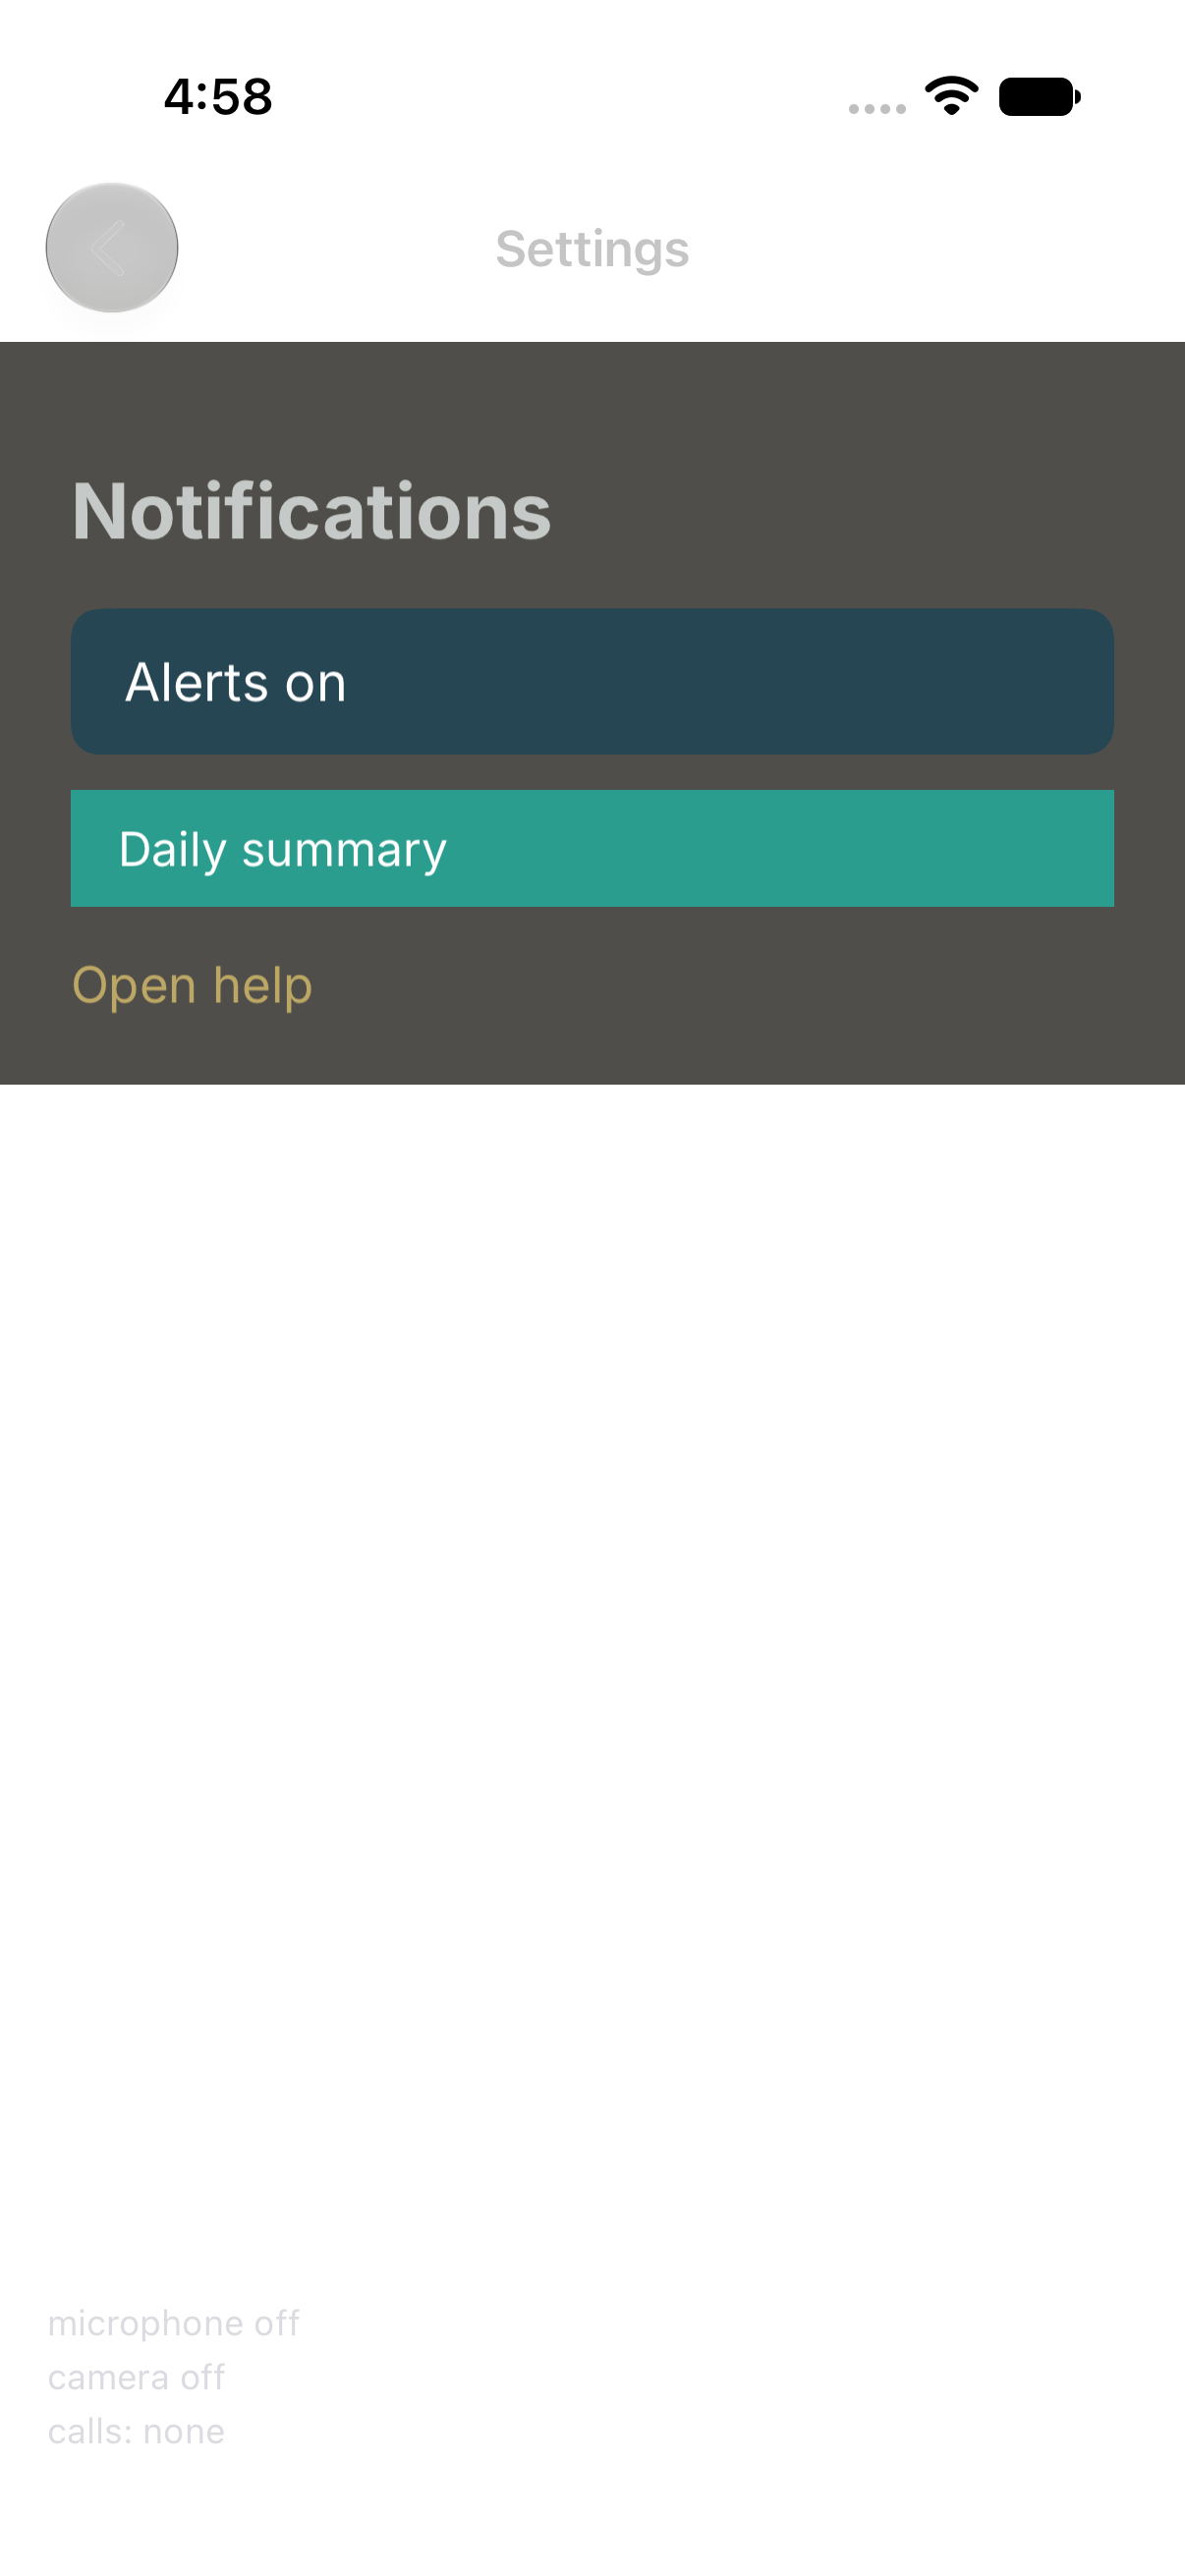 4:58
Settings
Notifications
Alerts on
Daily summary
Open help
microphone off
camera off
calls: none